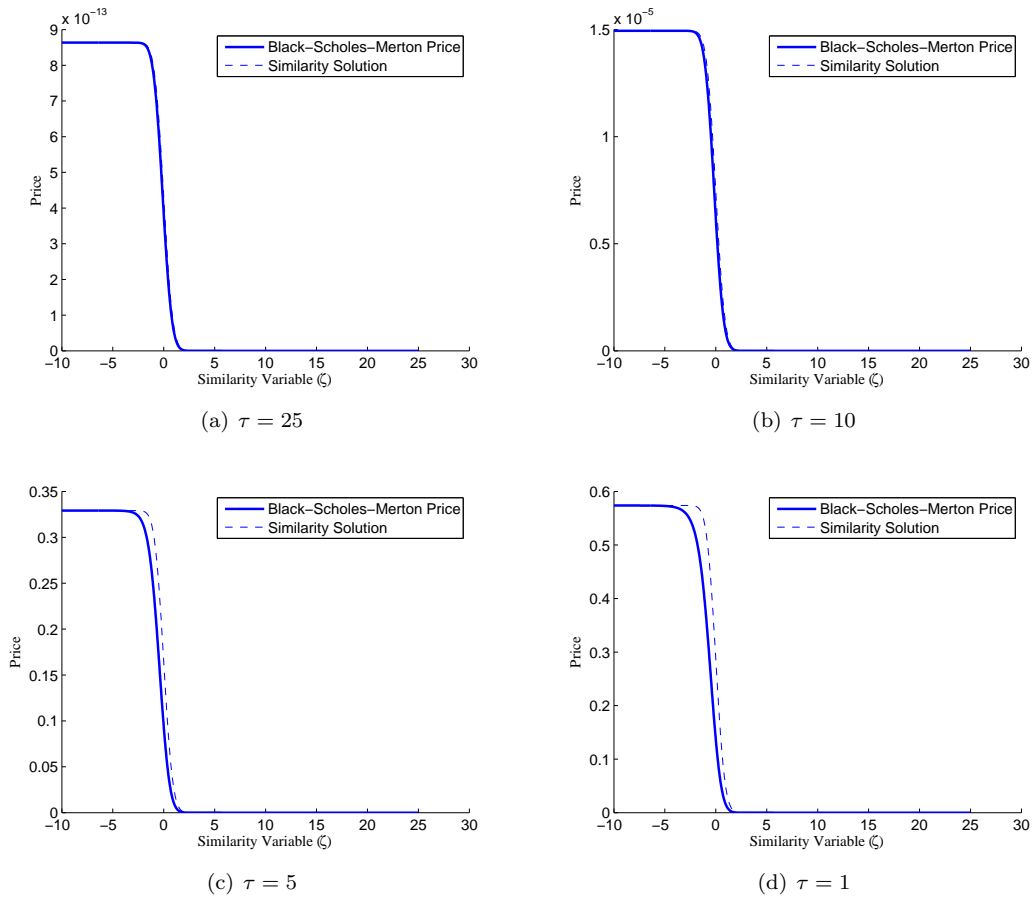 x 10−13
9
8
7
6
5
4
3
2
1
0
Price
−10 −5 0 5 10 15 20 25 30
Similarity Variable (ζ)
Black−Scholes−Merton Price
Similarity Solution
(a) τ = 25
x 10−5
1.5
1
0.5
0
Price
−10 −5 0 5 10 15 20 25 30
Similarity Variable (ζ)
Black−Scholes−Merton Price
Similarity Solution
(b) τ = 10
0.35
0.3
0.25
0.2
0.15
0.1
0.05
0
Price
−10 −5 0 5 10 15 20 25 30
Similarity Variable (ζ)
Black−Scholes−Merton Price
Similarity Solution
(c) τ = 5
0.6
0.5
0.4
0.3
0.2
0.1
0
Price
−10 −5 0 5 10 15 20 25 30
Similarity Variable (ζ)
Black−Scholes−Merton Price
Similarity Solution
(d) τ = 1